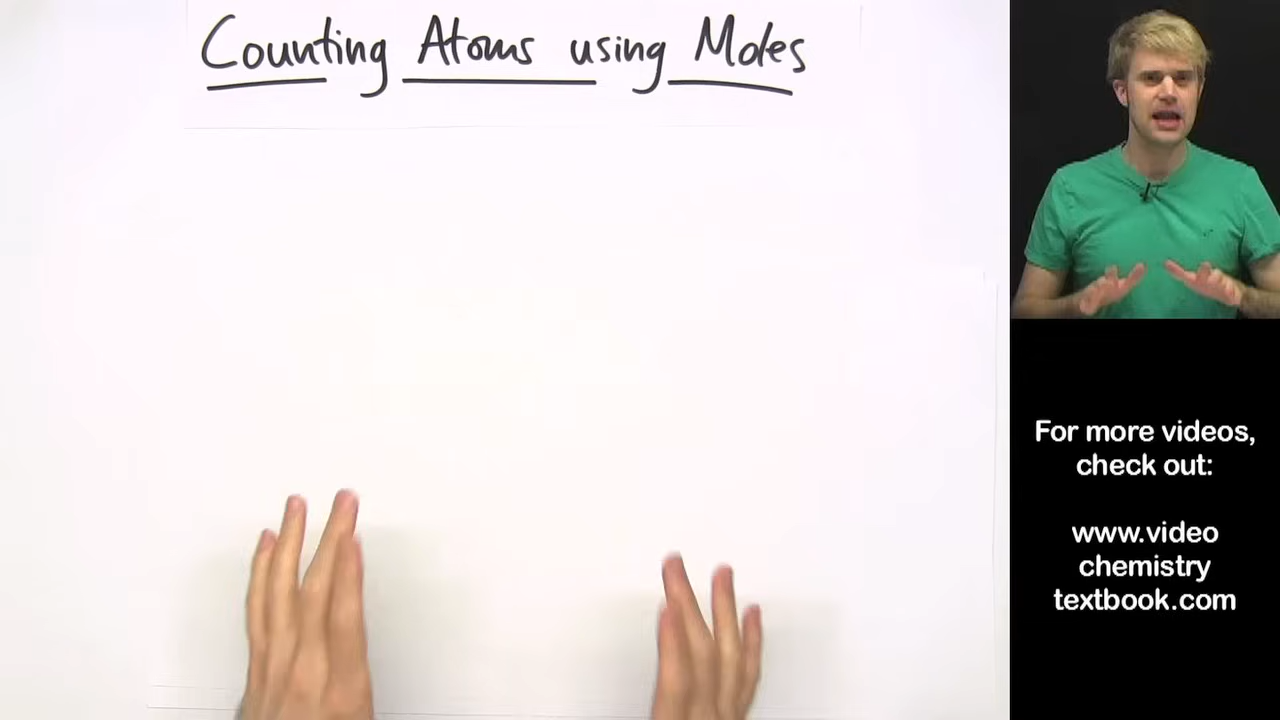 Counting Atoms using Moles
For more videos,
check out:
www.video
chemistry
textbook.com